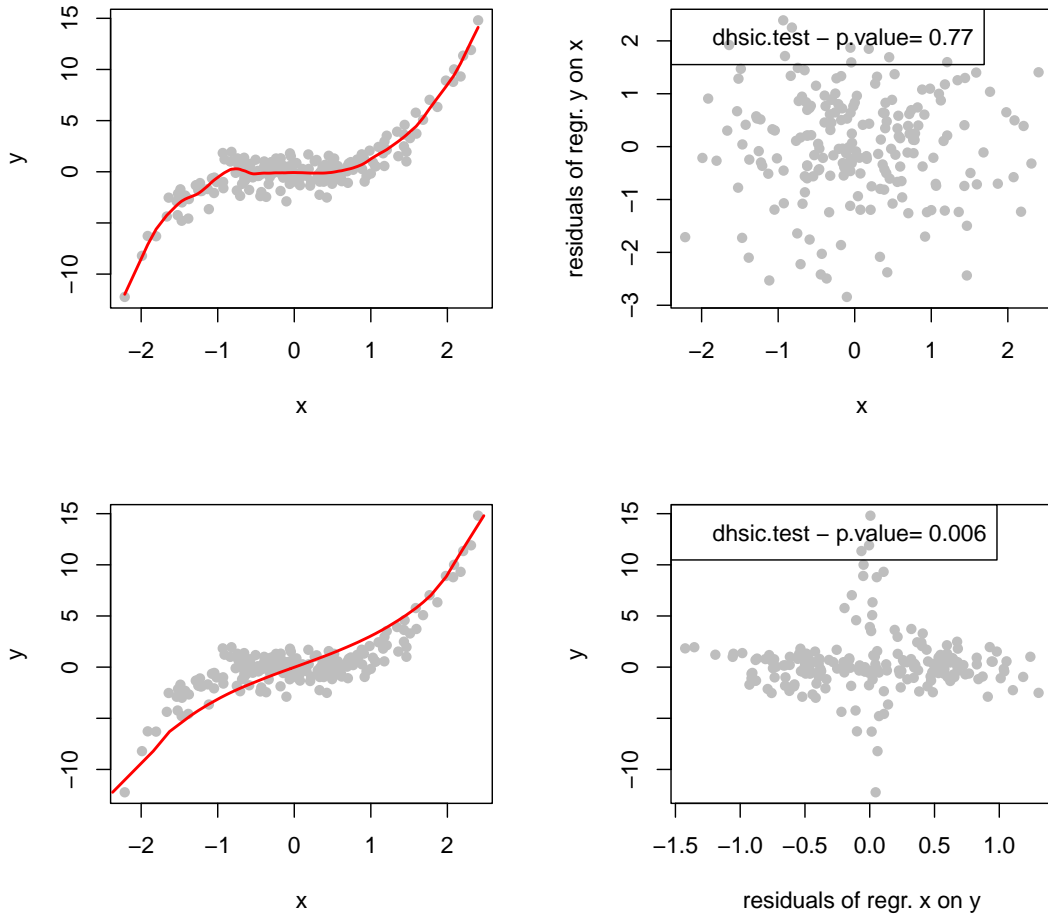 15
10
5
0
−10
y
−2 −1 0 1 2
x
dhsic.test − p.value= 0.77
2
1
0
−1
−2
−3
residuals of regr. y on x
−2 −1 0 1 2
x
15
10
5
0
−10
y
−2 −1 0 1 2
x
dhsic.test − p.value= 0.006
15
10
5
0
−10
y
−1.5 −1.0 −0.5 0.0 0.5 1.0
residuals of regr. x on y